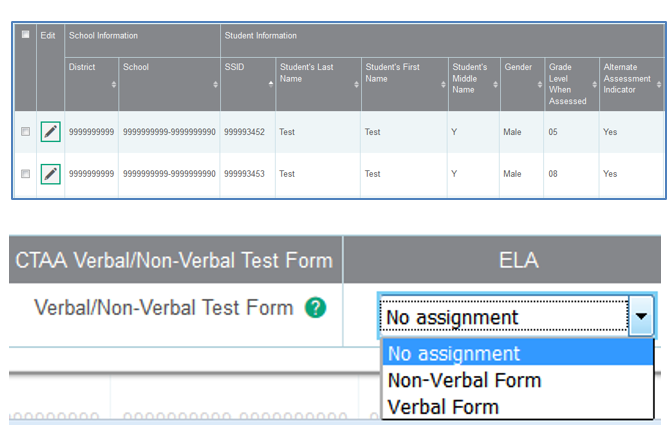 Edit School Information Student Information
District School SSID Student's Last Name Student's First Name Student's Middle Name Gender Grade Level When Assessed Alternate Assessment Indicator
9999999999 9999999999-9999999990 999993452 Test Test Y Male 05 Yes
9999999999 9999999999-9999999990 999993453 Test Test Y Male 08 Yes
CTAA Verbal/Non-Verbal Test Form ELA
Verbal/Non-Verbal Test Form ? No assignment
No assignment
Non-Verbal Form
Verbal Form